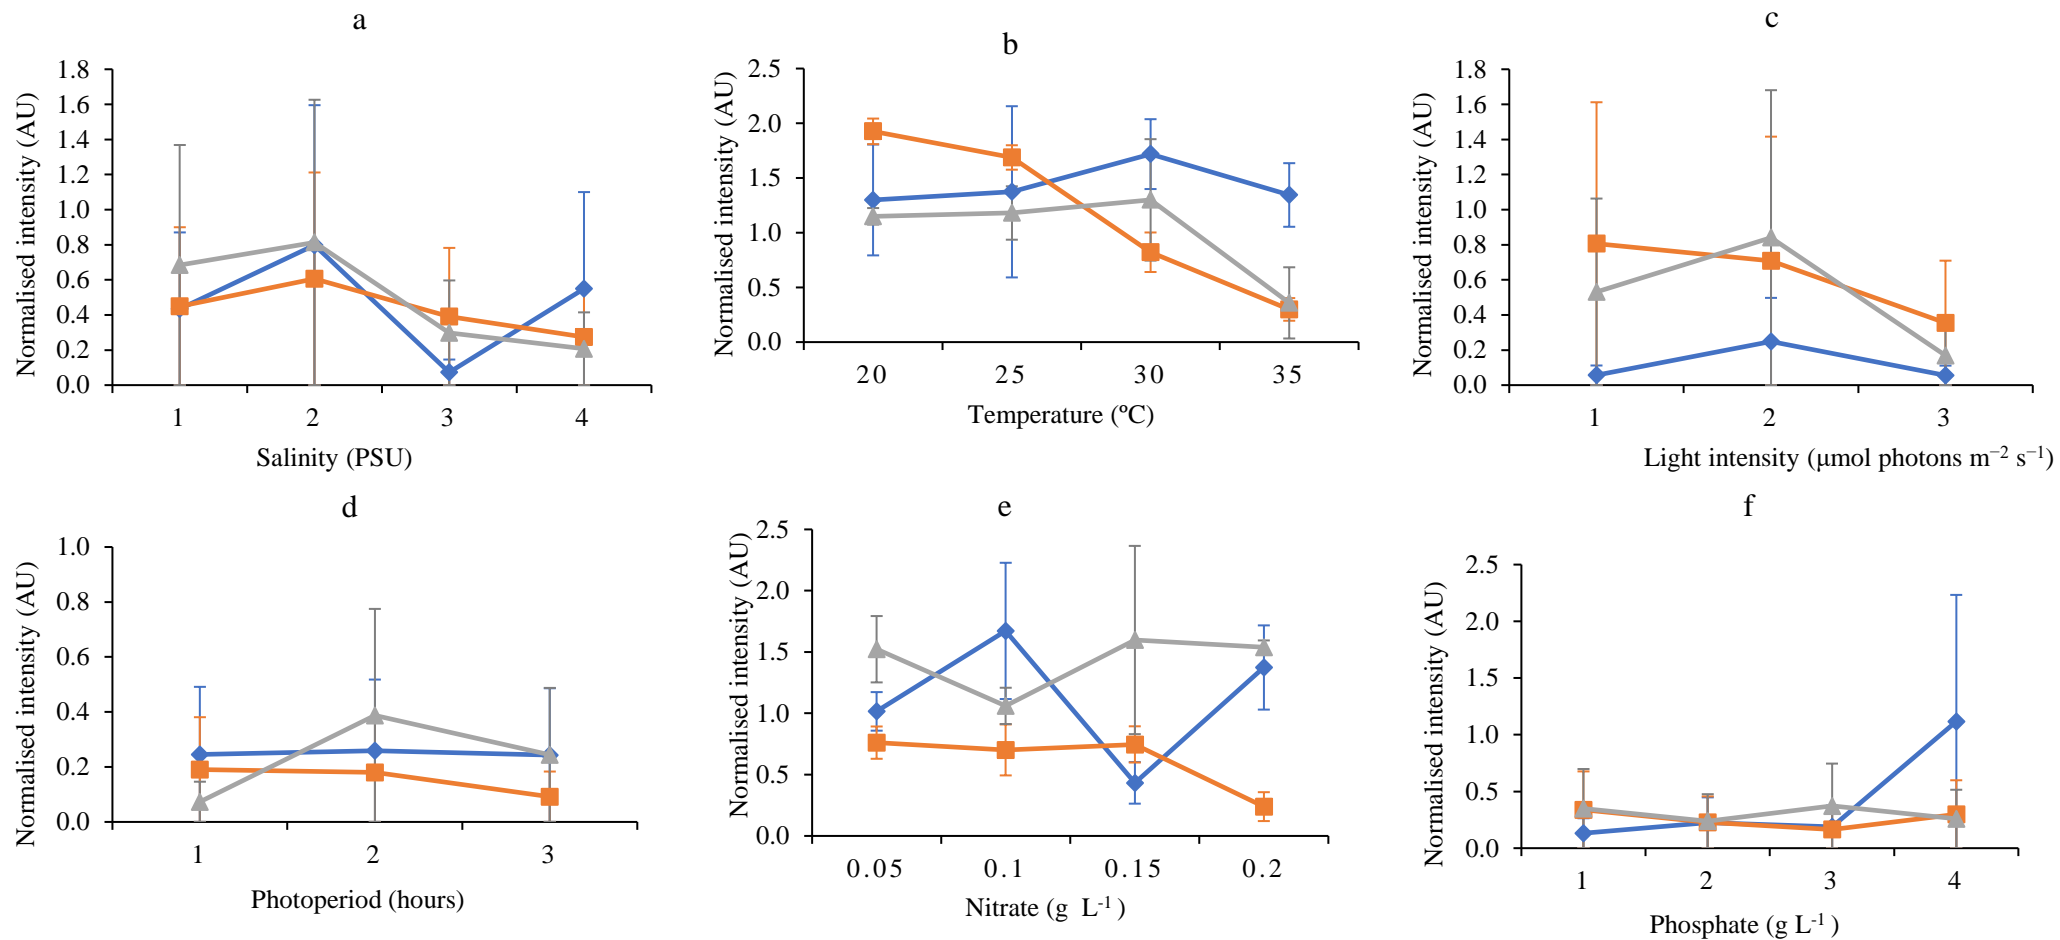 a
Normalised intensity (AU)
1.8
1.6
1.4
1.2
1.0
0.8
0.6
0.4
0.2
0.0
1 2 3 4
Salinity (PSU)
b
Normalised intensity (AU)
2.5
2.0
1.5
1.0
0.5
0.0
20 25 30 35
Temperature (ºC)
c
Normalised intensity (AU)
1.8
1.6
1.4
1.2
1.0
0.8
0.6
0.4
0.2
0.0
1 2 3
Light intensity (μmol photons m⁻² s⁻¹)
d
Normalised intensity (AU)
1.0
0.8
0.6
0.4
0.2
0.0
1 2 3
Photoperiod (hours)
e
Normalised intensity (AU)
2.5
2.0
1.5
1.0
0.5
0.0
0.05 0.1 0.15 0.2
Nitrate (g L⁻¹)
f
Normalised intensity (AU)
2.5
2.0
1.5
1.0
0.5
0.0
1 2 3 4
Phosphate (g L⁻¹)